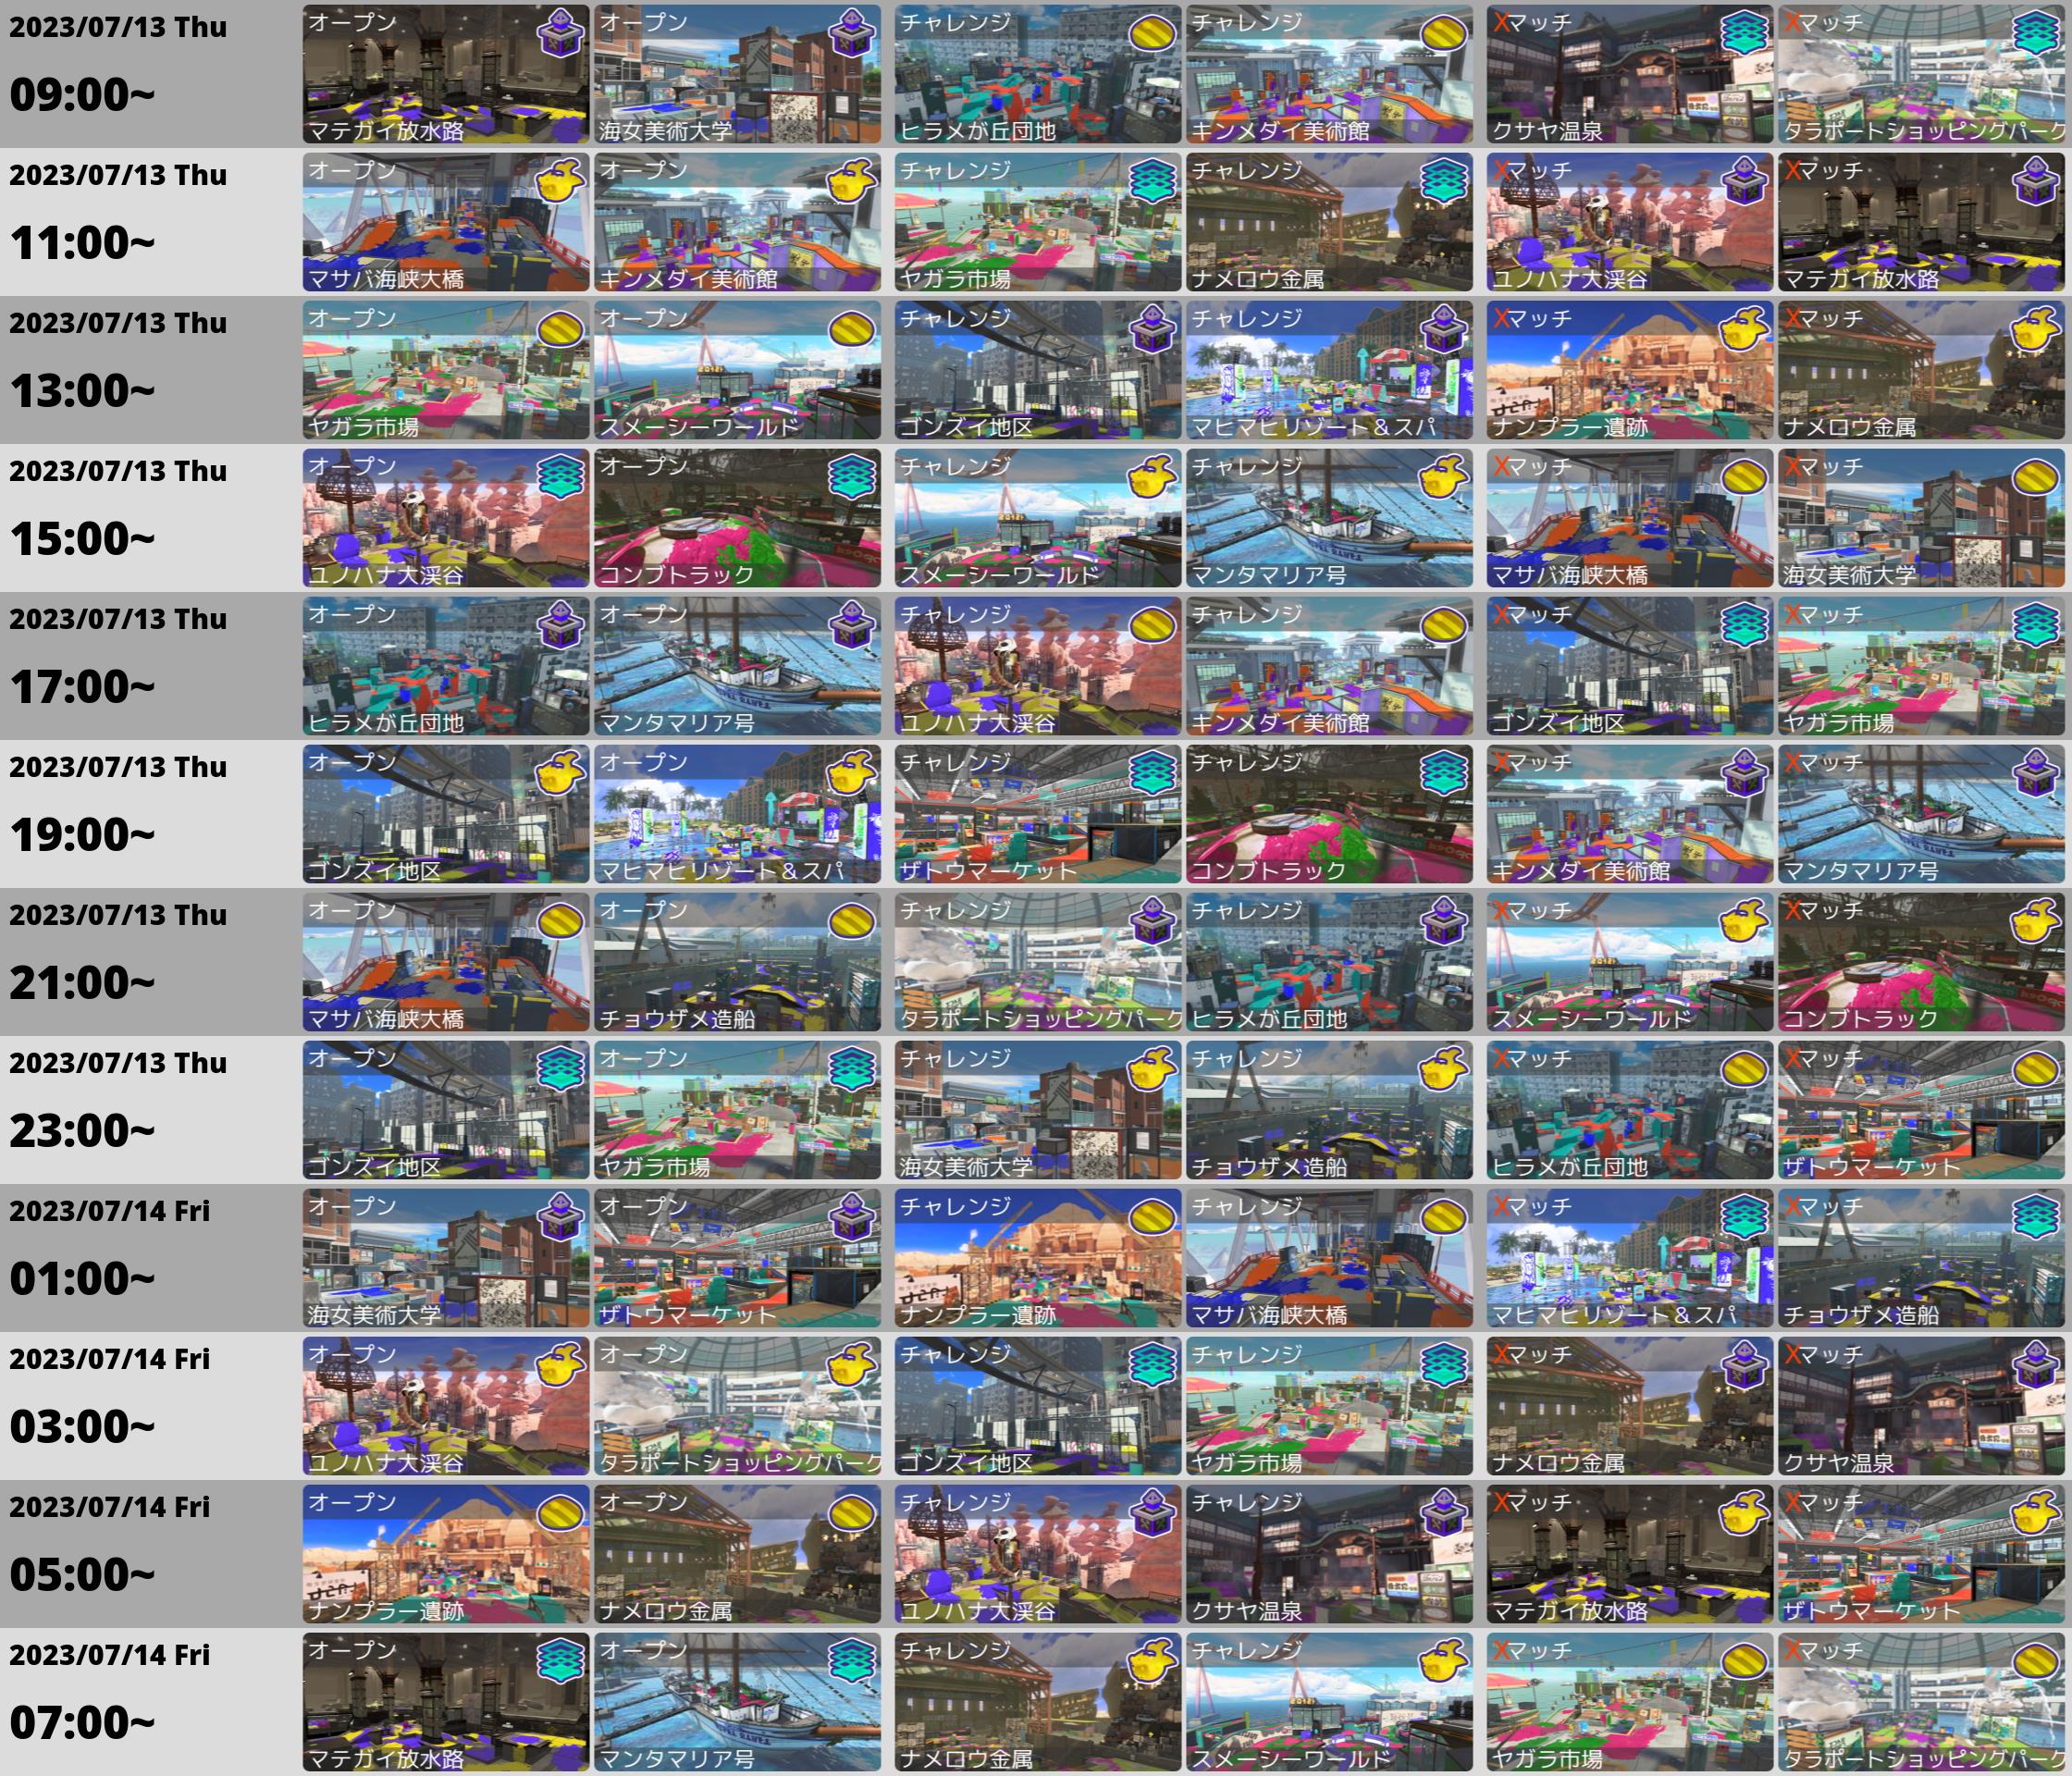 2023/07/13 Thu
09:00~
オープン オープン チャレンジ チャレンジ Xマッチ Xマッチ
マテガイ放水路 海女美術大学 ヒラメが丘団地 キンメダイ美術館 クサヤ温泉 タラポートショッピングパーク
2023/07/13 Thu
11:00~
オープン オープン チャレンジ チャレンジ Xマッチ Xマッチ
マサバ海峡大橋 キンメダイ美術館 ヤガラ市場 ナメロウ金属 ユノハナ大渓谷 マテガイ放水路
2023/07/13 Thu
13:00~
オープン オープン チャレンジ チャレンジ Xマッチ Xマッチ
ヤガラ市場 スメーシーワールド ゴンズイ地区 マヒマヒリゾート＆スパ ナンプラー遺跡 ナメロウ金属
2023/07/13 Thu
15:00~
オープン オープン チャレンジ チャレンジ Xマッチ Xマッチ
ユノハナ大渓谷 コンブトラック スメーシーワールド マンタマリア号 マサバ海峡大橋 海女美術大学
2023/07/13 Thu
17:00~
オープン オープン チャレンジ チャレンジ Xマッチ Xマッチ
ヒラメが丘団地 マンタマリア号 ユノハナ大渓谷 キンメダイ美術館 ゴンズイ地区 ヤガラ市場
2023/07/13 Thu
19:00~
オープン オープン チャレンジ チャレンジ Xマッチ Xマッチ
ゴンズイ地区 マヒマヒリゾート＆スパ ザトウマーケット コンブトラック キンメダイ美術館 マンタマリア号
2023/07/13 Thu
21:00~
オープン オープン チャレンジ チャレンジ Xマッチ Xマッチ
マサバ海峡大橋 チョウザメ造船 タラポートショッピングパーク ヒラメが丘団地 スメーシーワールド コンブトラック
2023/07/13 Thu
23:00~
オープン オープン チャレンジ チャレンジ Xマッチ Xマッチ
ゴンズイ地区 ヤガラ市場 海女美術大学 チョウザメ造船 ヒラメが丘団地 ザトウマーケット
2023/07/14 Fri
01:00~
オープン オープン チャレンジ チャレンジ Xマッチ Xマッチ
海女美術大学 ザトウマーケット ナンプラー遺跡 マサバ海峡大橋 マヒマヒリゾート＆スパ チョウザメ造船
2023/07/14 Fri
03:00~
オープン オープン チャレンジ チャレンジ Xマッチ Xマッチ
ユノハナ大渓谷 タラポートショッピングパーク ゴンズイ地区 ヤガラ市場 ナメロウ金属 クサヤ温泉
2023/07/14 Fri
05:00~
オープン オープン チャレンジ チャレンジ Xマッチ Xマッチ
ナンプラー遺跡 ナメロウ金属 ユノハナ大渓谷 クサヤ温泉 マテガイ放水路 ザトウマーケット
2023/07/14 Fri
07:00~
オープン オープン チャレンジ チャレンジ Xマッチ Xマッチ
マテガイ放水路 マンタマリア号 ナメロウ金属 スメーシーワールド ヤガラ市場 タラポートショッピングパーク